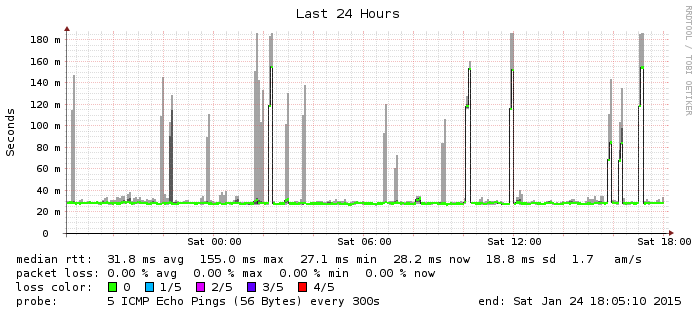 Last 24 Hours
RRDTOOL / TOBI OETIKER
Seconds
180 m
160 m
140 m
120 m
100 m
80 m
60 m
40 m
20 m
0
Sat 00:00 Sat 06:00 Sat 12:00 Sat 18:00
median rtt: 31.8 ms avg 155.0 ms max 27.1 ms min 28.2 ms now 18.8 ms sd 1.7 am/s
packet loss: 0.00 % avg 0.00 % max 0.00 % min 0.00 % now
loss color: 0 1/5 2/5 3/5 4/5
probe: 5 ICMP Echo Pings (56 Bytes) every 300s end: Sat Jan 24 18:05:10 2015